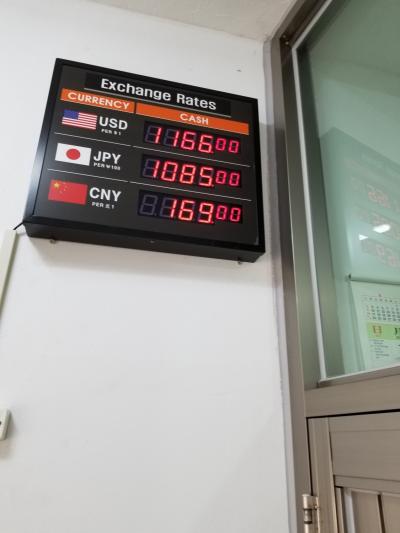 Exchange Rates
CURRENCY CASH
USD 1166.00
PER $ 1
JPY 1085.00
PER ¥ 100
CNY 169.00
PER 元 1